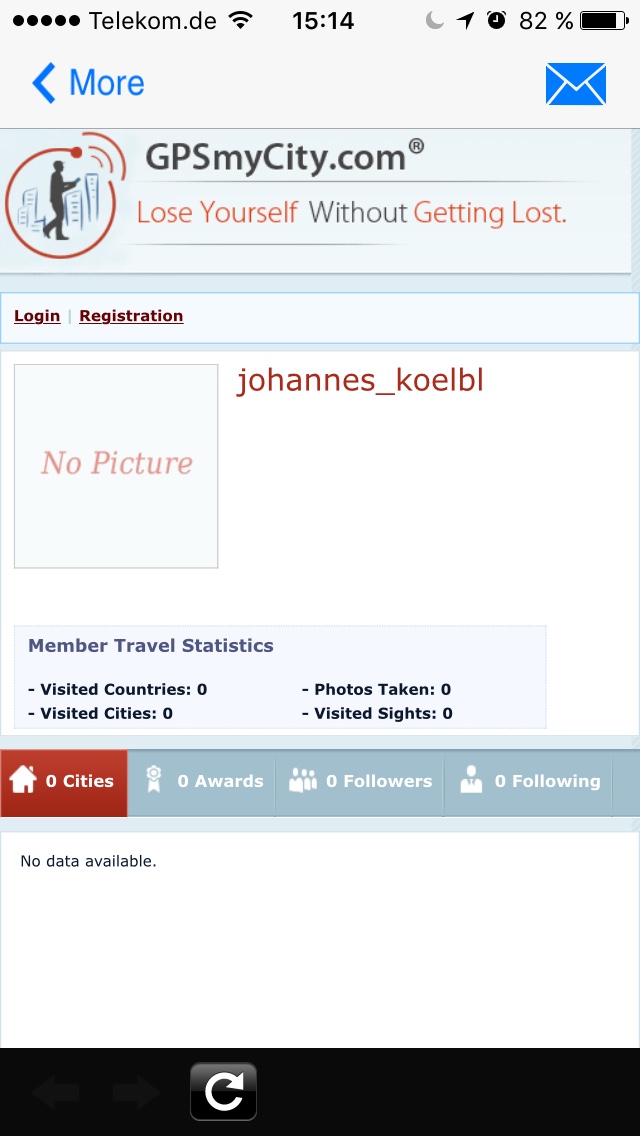 Telekom.de 15:14 82 %
More
GPSmyCity.com®
Lose Yourself Without Getting Lost.
Login | Registration
johannes_koelbl
No Picture
Member Travel Statistics
- Visited Countries: 0 - Photos Taken: 0
- Visited Cities: 0 - Visited Sights: 0
0 Cities 0 Awards 0 Followers 0 Following
No data available.